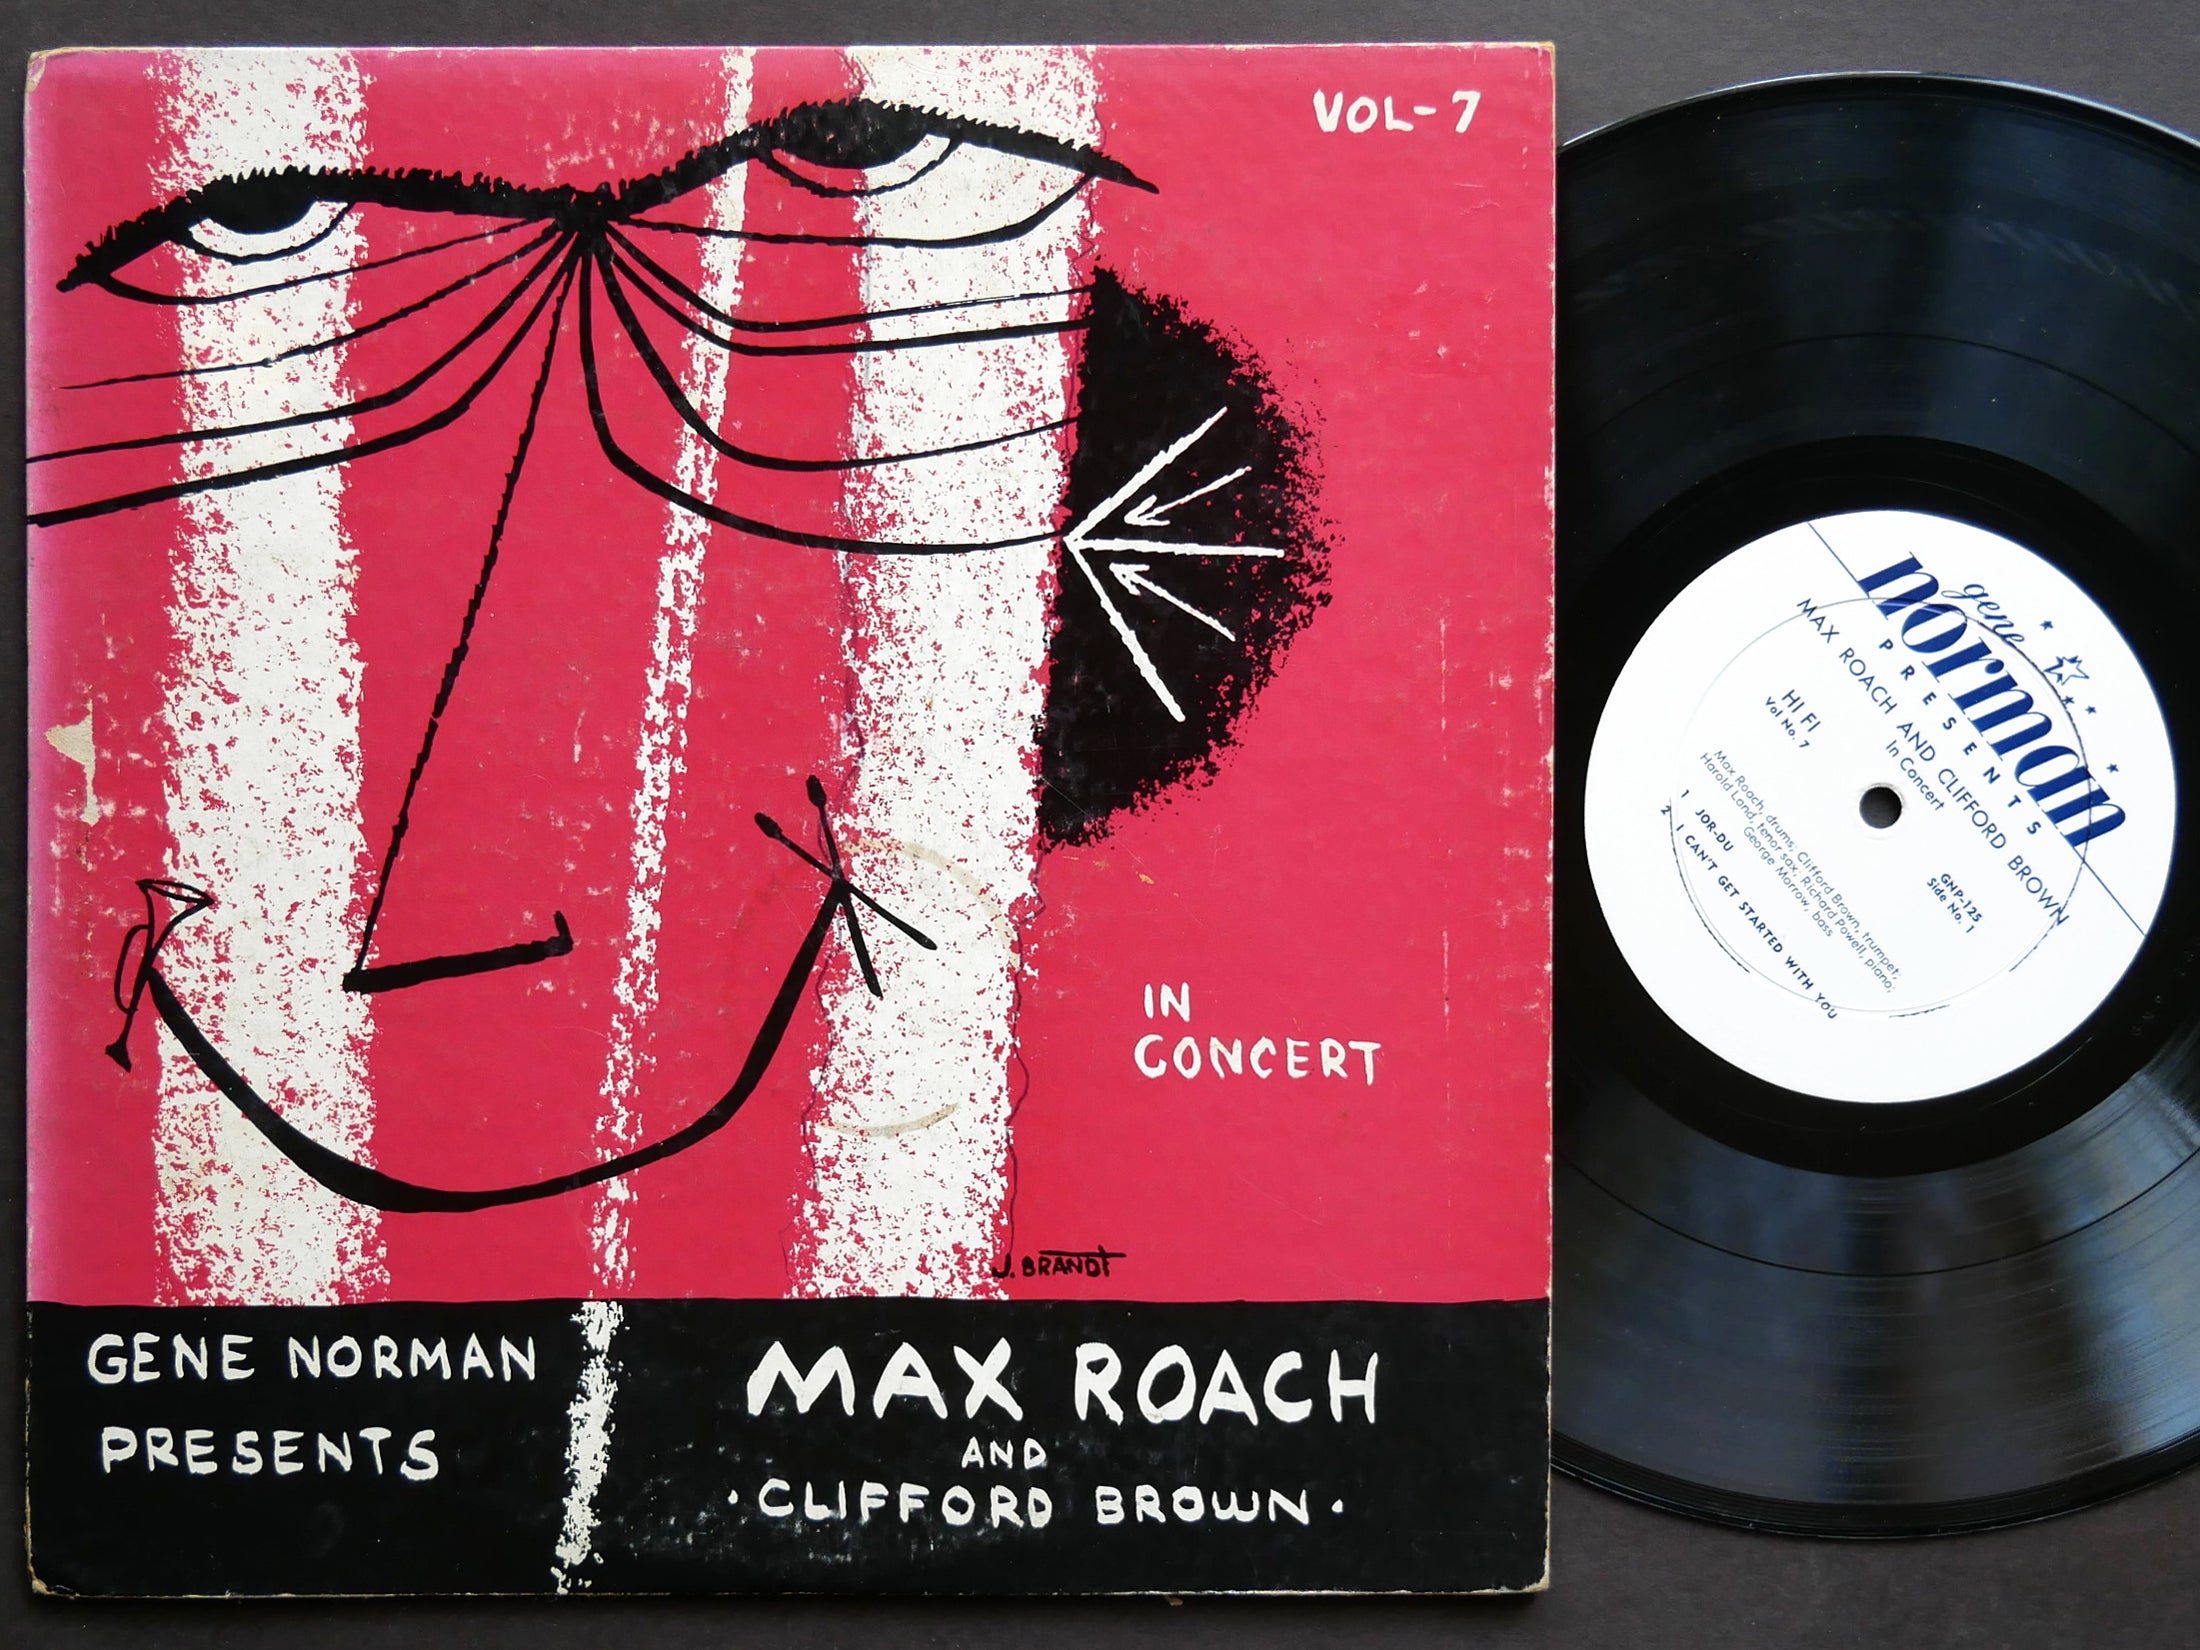 VOL-7
IN
CONCERT
J. BRANDT
GENE NORMAN
PRESENTS
MAX ROACH
AND
·CLIFFORD BROWN·
gene
norman
PRESENTS
MAX ROACH AND CLIFFORD BROWN
In Concert
HI FI
Vol No. 7
GNP-125
Side No. 1
Max Roach, drums; Clifford Brown, trumpet;
Harold Land, tenor sax; Richard Powell, piano;
George Morrow, bass
1 JOR-DU
2 I CAN'T GET STARTED WITH YOU